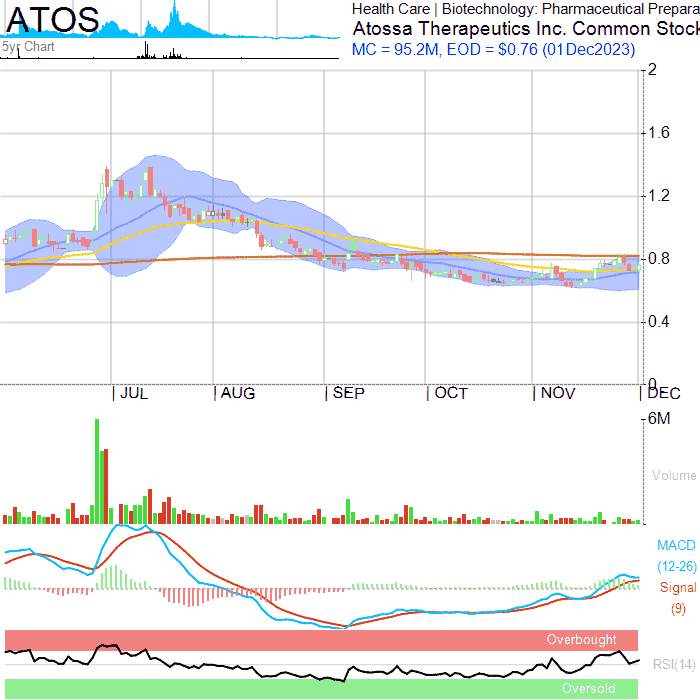 ATOS
5yr Chart
Health Care | Biotechnology: Pharmaceutical Prepara
Atossa Therapeutics Inc. Common Stock
MC = 95.2M, EOD = $0.76 (01Dec2023)
2
1.6
1.2
0.8
0.4
0
| JUL | AUG | SEP | OCT | NOV | DEC
6M
Volume
MACD
(12-26)
Signal
(9)
Overbought
RSI(14)
Oversold